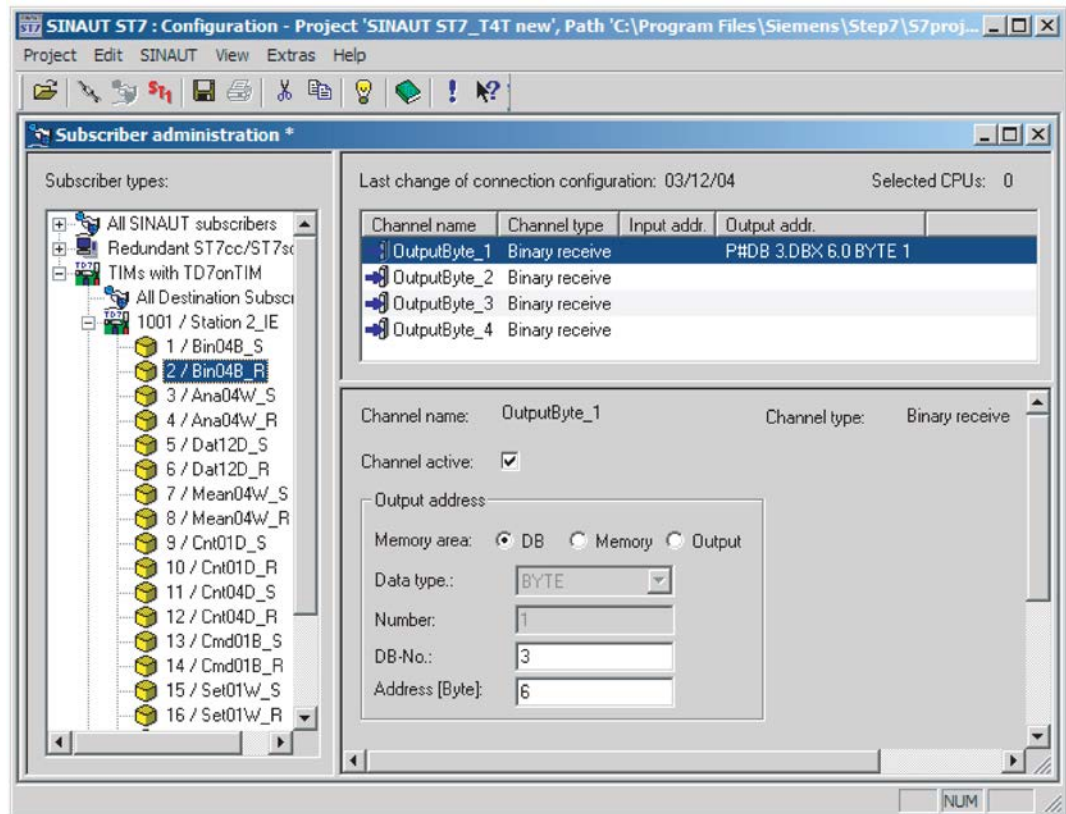 SINAUT ST7 : Configuration - Project 'SINAUT ST7_T4T new', Path 'C:\Program Files\Siemens\Step7\S7proj...
Project Edit SINAUT View Extras Help
Subscriber administration *
Subscriber types:
All SINAUT subscribers
Redundant ST7cc/ST7sc
TIMs with TD7onTIM
All Destination Subscr
1001 / Station 2_IE
1 / Bin04B_S
2 / Bin04B_R
3 / Ana04W_S
4 / Ana04W_R
5 / Dat12D_S
6 / Dat12D_R
7 / Mean04W_S
8 / Mean04W_R
9 / Cnt01D_S
10 / Cnt01D_R
11 / Cnt04D_S
12 / Cnt04D_R
13 / Cmd01B_S
14 / Cmd01B_R
15 / Set01W_S
16 / Set01W_R
Last change of connection configuration: 03/12/04 Selected CPUs: 0
Channel name Channel type Input addr. Output addr.
OutputByte_1 Binary receive P#DB 3.DBX 6.0 BYTE 1
OutputByte_2 Binary receive
OutputByte_3 Binary receive
OutputByte_4 Binary receive
Channel name: OutputByte_1 Channel type: Binary receive
Channel active:
Output address
Memory area: DB Memory Output
Data type.: BYTE
Number: 1
DB-No.: 3
Address [Byte]: 6
NUM